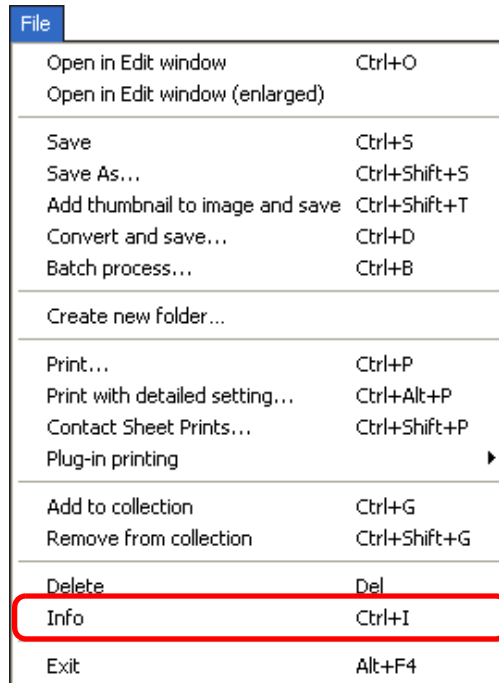 File
Open in Edit window Ctrl+O
Open in Edit window (enlarged)
Save Ctrl+S
Save As... Ctrl+Shift+S
Add thumbnail to image and save Ctrl+Shift+T
Convert and save... Ctrl+D
Batch process... Ctrl+B
Create new folder...
Print... Ctrl+P
Print with detailed setting... Ctrl+Alt+P
Contact Sheet Prints... Ctrl+Shift+P
Plug-in printing
Add to collection Ctrl+G
Remove from collection Ctrl+Shift+G
Delete Del
Info Ctrl+I
Exit Alt+F4